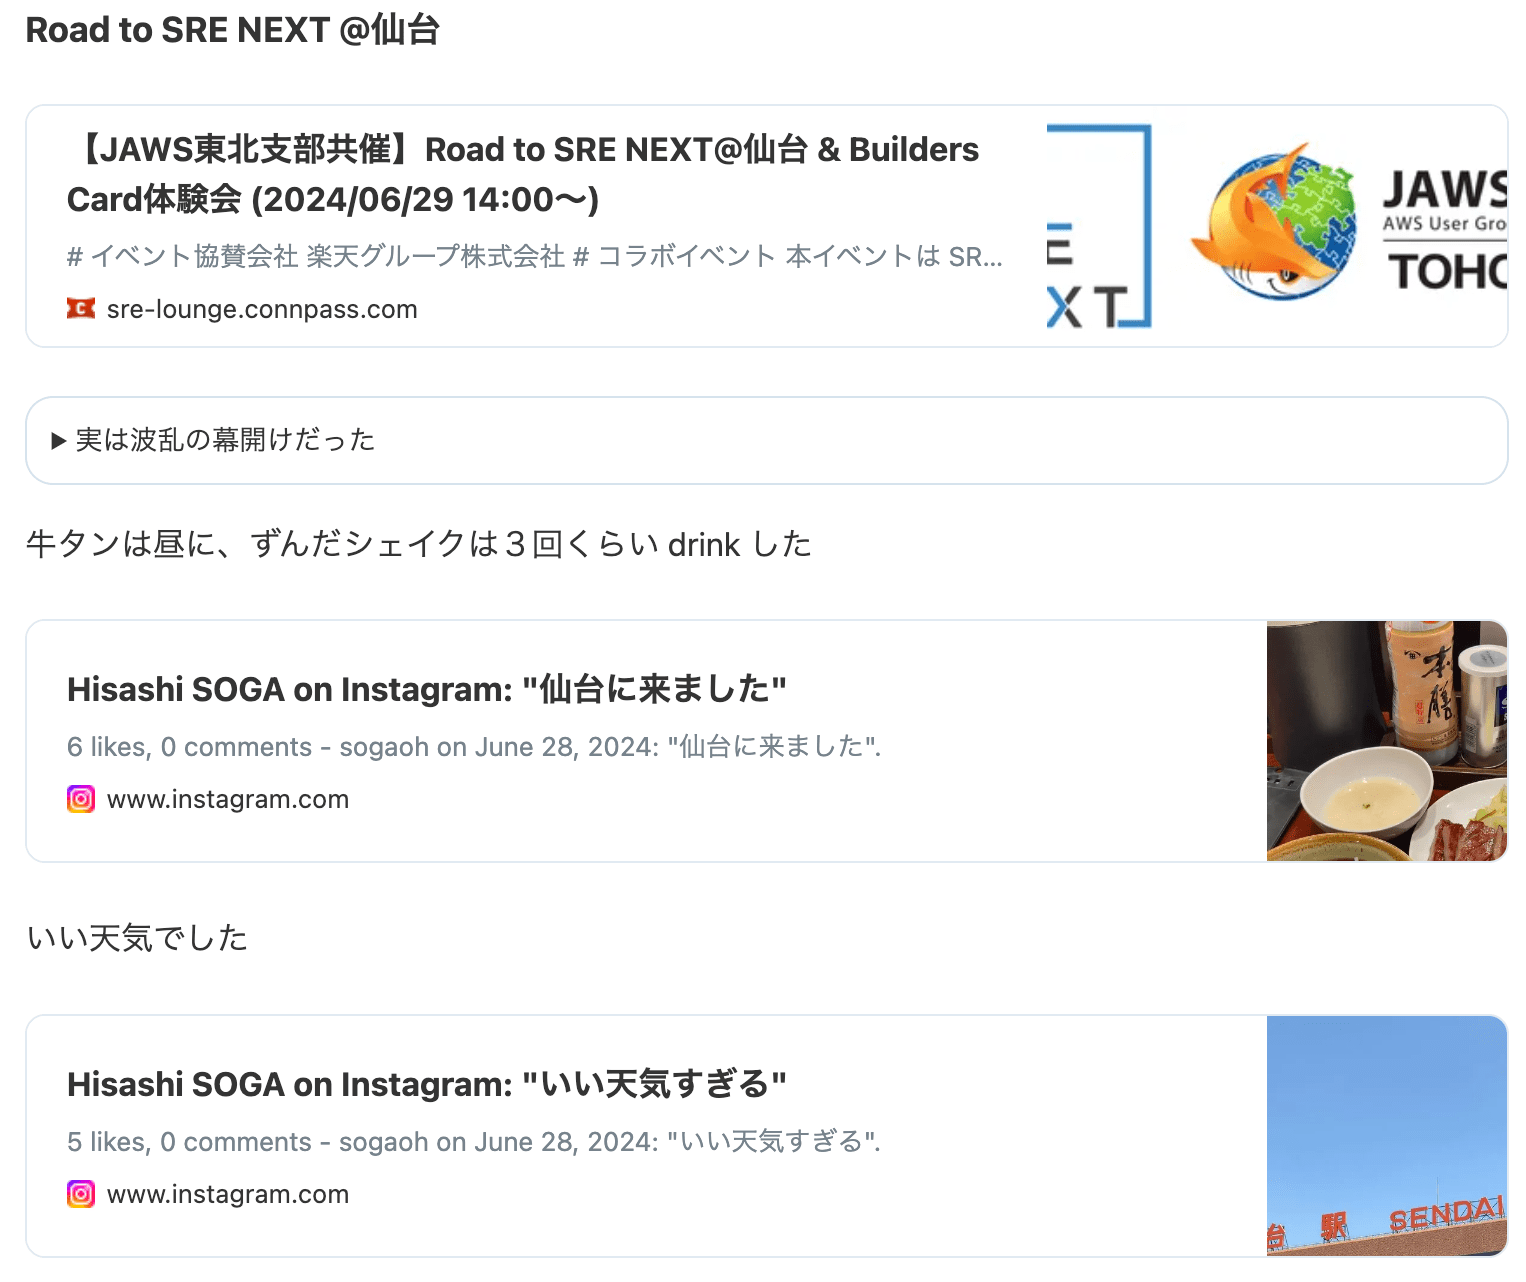 Road to SRE NEXT @仙台
【JAWS東北支部共催】Road to SRE NEXT@仙台 & Builders
Card体験会 (2024/06/29 14:00〜)
# イベント協賛会社 楽天グループ株式会社 # コラボイベント 本イベントは SR...
sre-lounge.connpass.com
E
XT
JAWS
AWS User Gro
TOHO
▶ 実は波乱の幕開けだった
牛タンは昼に、ずんだシェイクは３回くらい drink した
Hisashi SOGA on Instagram: "仙台に来ました"
6 likes, 0 comments - sogaoh on June 28, 2024: "仙台に来ました".
www.instagram.com
本膳
いい天気でした
Hisashi SOGA on Instagram: "いい天気すぎる"
5 likes, 0 comments - sogaoh on June 28, 2024: "いい天気すぎる".
www.instagram.com
台駅 SENDAI